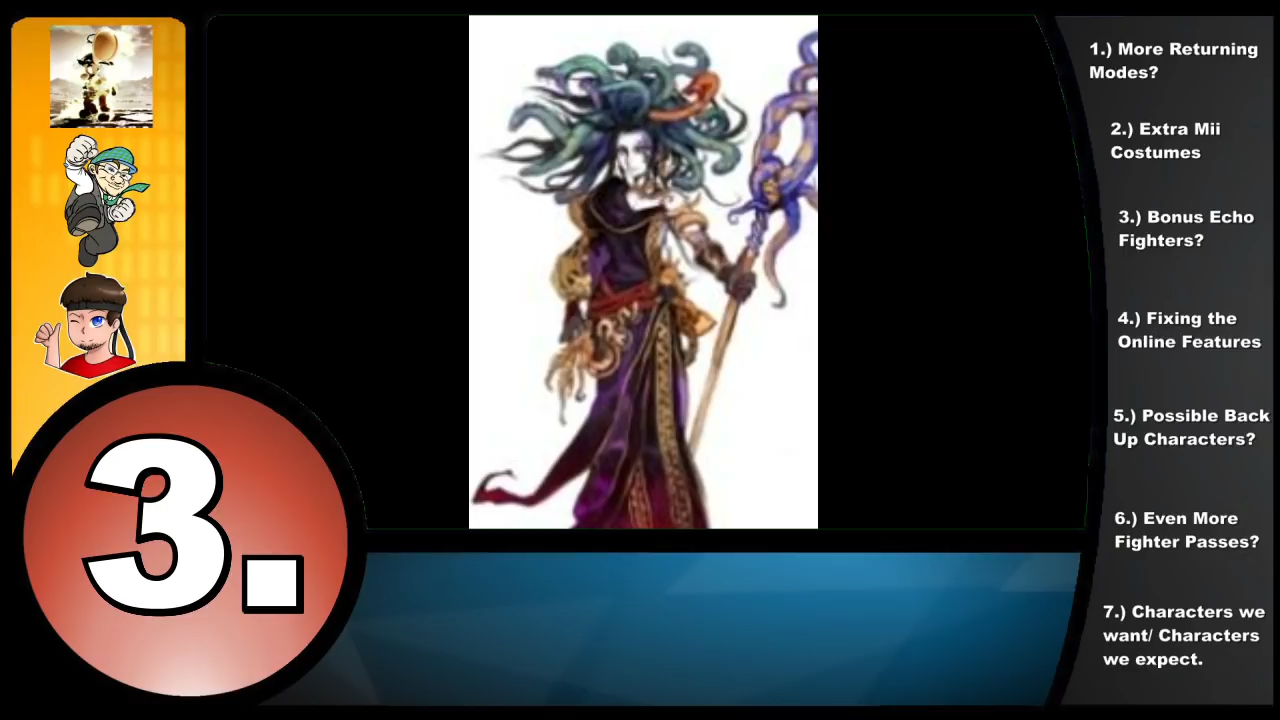 3.
1.) More Returning
Modes?
2.) Extra Mii
Costumes
3.) Bonus Echo
Fighters?
4.) Fixing the
Online Features
5.) Possible Back
Up Characters?
6.) Even More
Fighter Passes?
7.) Characters we
want/ Characters
we expect.